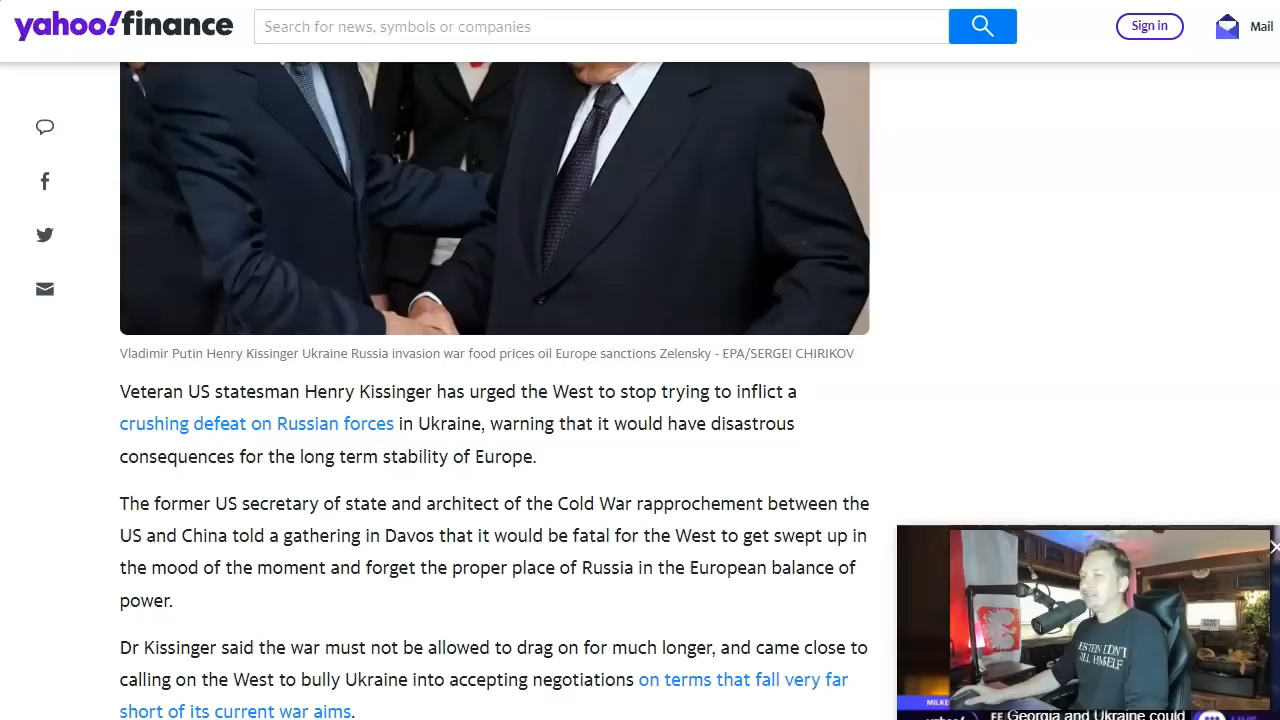 yahoo!finance
Search for news, symbols or companies
Sign in
Mail
Vladimir Putin Henry Kissinger Ukraine Russia invasion war food prices oil Europe sanctions Zelensky - EPA/SERGEI CHIRIKOV
Veteran US statesman Henry Kissinger has urged the West to stop trying to inflict a
crushing defeat on Russian forces in Ukraine, warning that it would have disastrous
consequences for the long term stability of Europe.
The former US secretary of state and architect of the Cold War rapprochement between the
US and China told a gathering in Davos that it would be fatal for the West to get swept up in
the mood of the moment and forget the proper place of Russia in the European balance of
power.
Dr Kissinger said the war must not be allowed to drag on for much longer, and came close to
calling on the West to bully Ukraine into accepting negotiations on terms that fall very far
short of its current war aims.
Georgia and Ukraine could